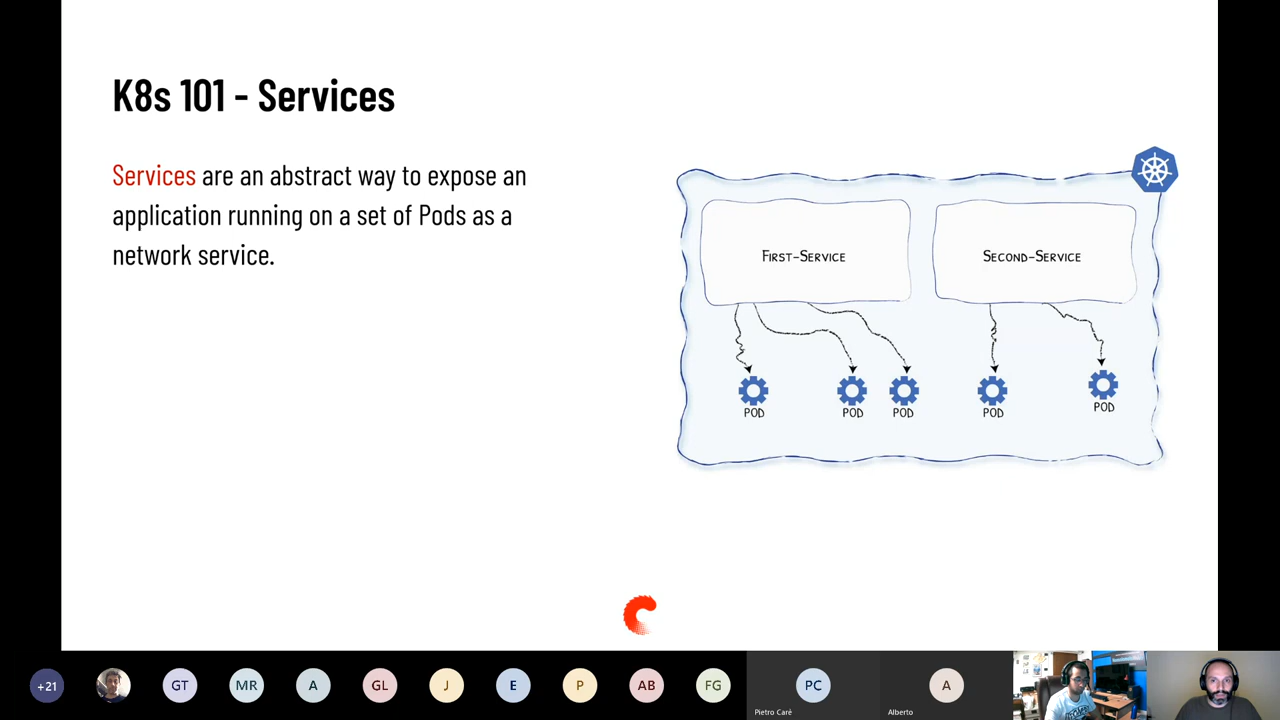 K8s 101 - Services
Services are an abstract way to expose an
application running on a set of Pods as a
network service.
First-Service
Second-Service
POD
POD
POD
POD
POD
+21
GT
MR
A
GL
J
E
P
AB
FG
PC
A
Pietro Carè
Alberto